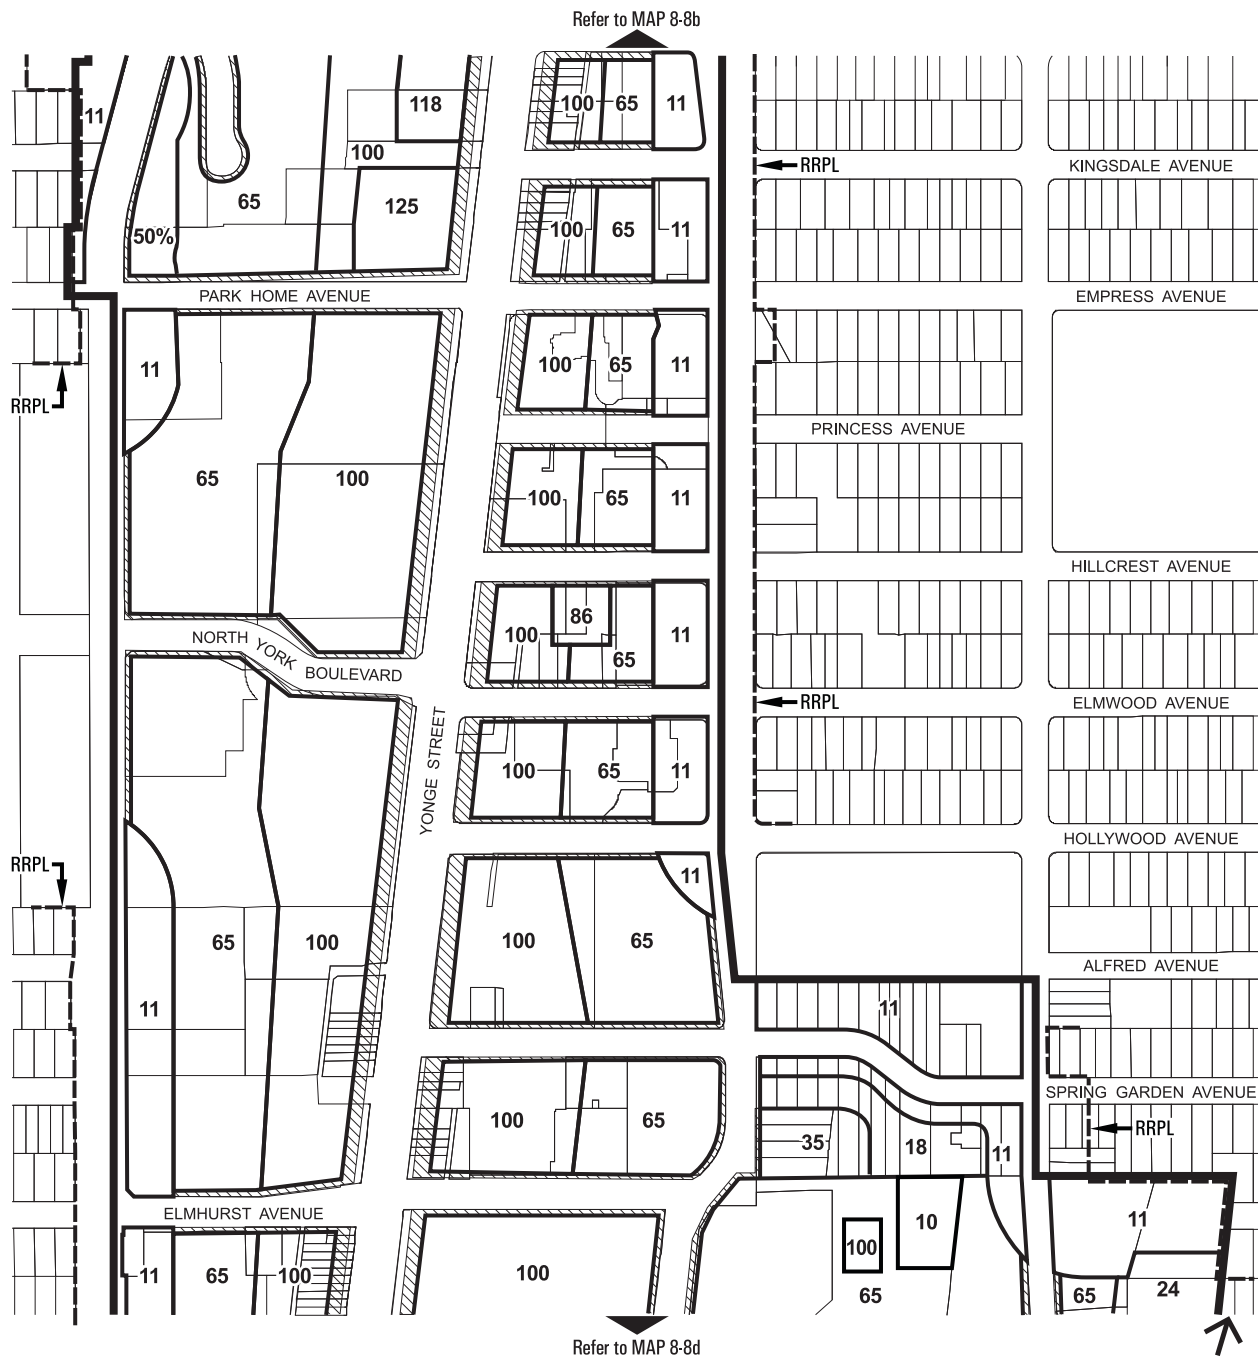 Refer to MAP 8-8b
11
118
100
65
11
100
RRPL
KINGSDALE AVENUE
65
125
50%
100
65
11
PARK HOME AVENUE
EMPRESS AVENUE
11
100
65
11
RRPL
PRINCESS AVENUE
65
100
100
65
11
HILLCREST AVENUE
86
NORTH YORK BOULEVARD
100
65
11
RRPL
ELMWOOD AVENUE
YONGE STREET
100
65
11
HOLLYWOOD AVENUE
RRPL
11
65
100
100
65
ALFRED AVENUE
11
11
SPRING GARDEN AVENUE
100
65
RRPL
35
18
11
ELMHURST AVENUE
10
11
11
65
100
100
100
65
65
24
Refer to MAP 8-8d